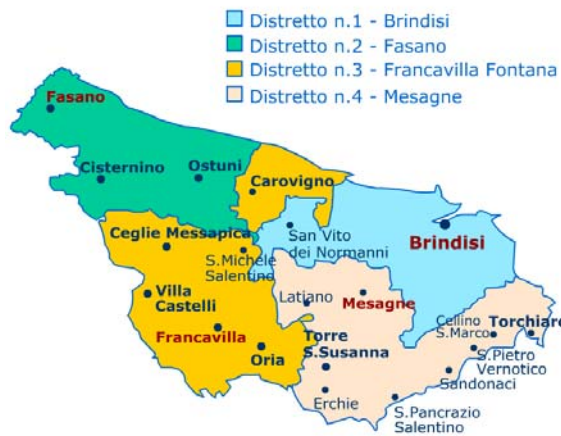 Distretto n.1 - Brindisi
Distretto n.2 - Fasano
Distretto n.3 - Francavilla Fontana
Distretto n.4 - Mesagne
Fasano
Cisternino
Ostuni
Carovigno
Ceglie Messapica
S.Michele
Salentino
San Vito
dei Normanni
Brindisi
Villa
Castelli
Latiano
Mesagne
Francavilla
Oria
Torre
S.Susanna
Cellino
S.Marco
Torchiaro
S.Pietro
Vernotico
Sandonaci
Erchie
S.Pancrazio
Salentino